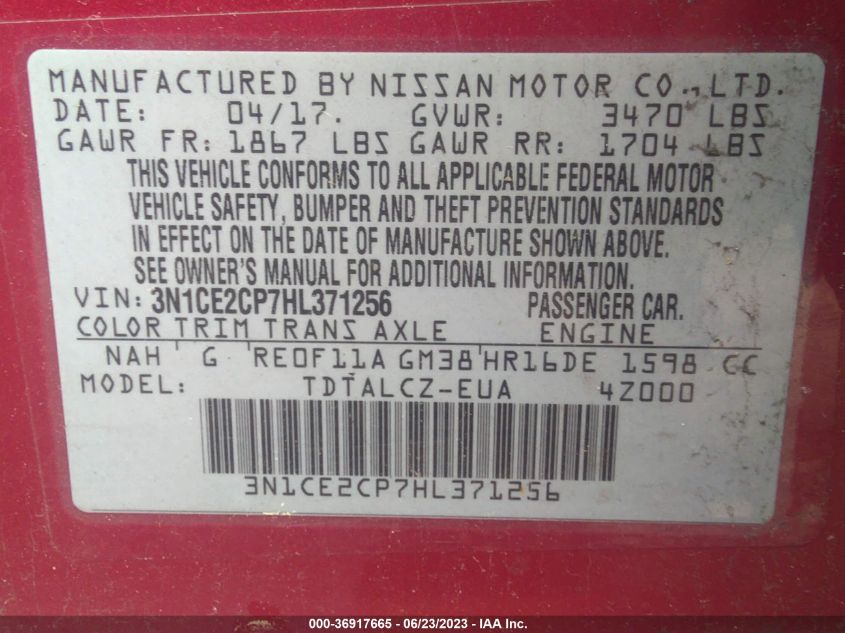 MANUFACTURED BY NISSAN MOTOR CO., LTD.
DATE: 04/17. GVWR: 3470 LBS
GAWR FR: 1867 LBS GAWR RR: 1704 LBS
THIS VEHICLE CONFORMS TO ALL APPLICABLE FEDERAL MOTOR
VEHICLE SAFETY, BUMPER AND THEFT PREVENTION STANDARDS
IN EFFECT ON THE DATE OF MANUFACTURE SHOWN ABOVE.
SEE OWNER'S MANUAL FOR ADDITIONAL INFORMATION.
VIN: 3N1CE2CP7HL371256 PASSENGER CAR.
COLOR TRIM TRANS AXLE ENGINE
NAH G RE0F11A GM38 HR16DE 1598 CC
MODEL: TDTALCZ-EUA 4Z000
3N1CE2CP7HL371256
000-36917665 - 06/23/2023 - IAA Inc.